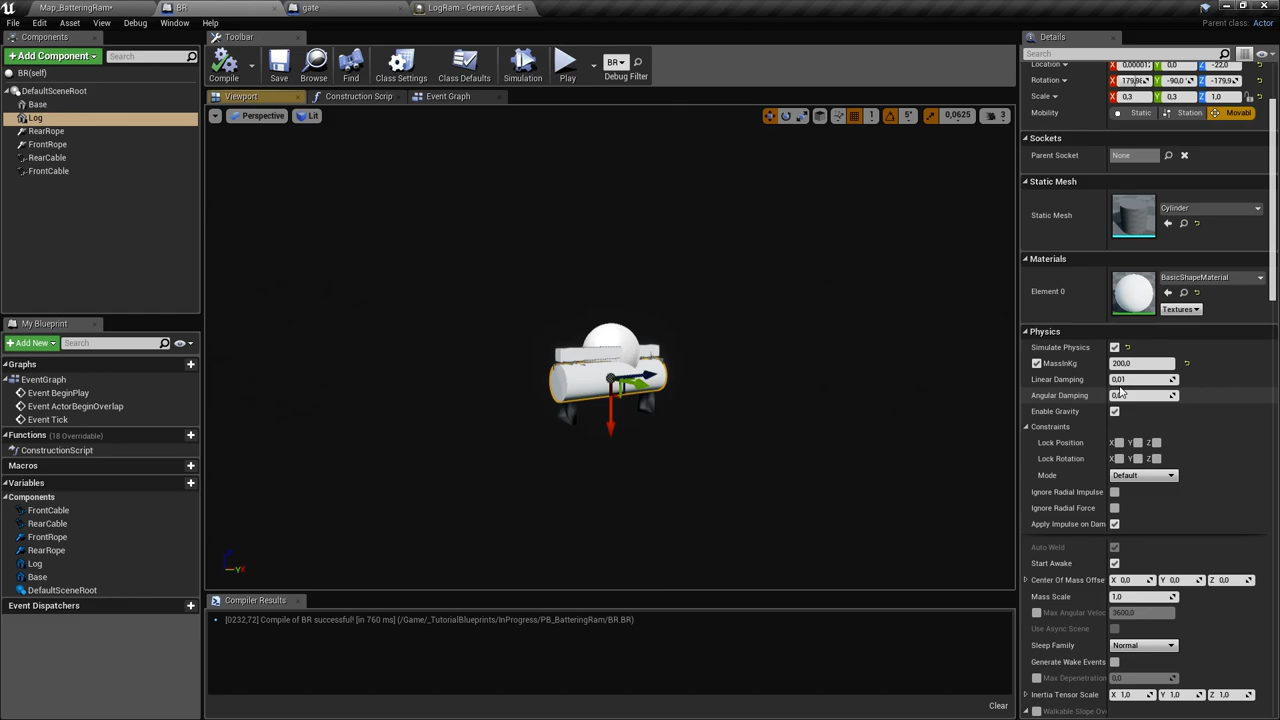 Map_BatteringRam*
BR
gate
LogRam - Generic Asset E
File Edit Asset View Debug Window Help
Parent class: Actor
Components
Toolbar
Details
+ Add Component
Search
Compile
Save
Browse
Find
Class Settings
Class Defaults
Simulation
Play
BR
Debug Filter
Search
BR(self)
DefaultSceneRoot
Base
Log
RearRope
FrontRope
RearCable
FrontCable
Viewport
Construction Scrip
Event Graph
Perspective
Lit
1
5°
0,0625
3
Location X Y 0,0 Z -22,0
Rotation X Y -90,0 Z -179,9
Scale X 0,3 Y 0,3 Z 1,0
Mobility Static Station Movabl
Sockets
Parent Socket None
Static Mesh
Static Mesh Cylinder
Materials
Element 0 BasicShapeMaterial
Textures
Physics
Simulate Physics
MassInKg 200,0
Linear Damping 0,01
Angular Damping
Enable Gravity
Constraints
Lock Position X Y Z
Lock Rotation X Y Z
Mode Default
Ignore Radial Impulse
Ignore Radial Force
Apply Impulse on Dam
Auto Weld
Start Awake
Center Of Mass Offse X 0,0 Y 0,0 Z 0,0
Mass Scale 1,0
Max Angular Veloc 3600,0
Use Async Scene
Sleep Family Normal
Generate Wake Events
Max Depenetration 0,0
Inertia Tensor Scale X 1,0 Y 1,0 Z 1,0
Walkable Slope Ov
My Blueprint
+ Add New
Search
Graphs
EventGraph
Event BeginPlay
Event ActorBeginOverlap
Event Tick
Functions (18 Overridable)
ConstructionScript
Macros
Variables
Components
FrontCable
RearCable
FrontRope
RearRope
Log
Base
DefaultSceneRoot
Event Dispatchers
Compiler Results
[0232,72] Compile of BR successful! [in 760 ms] (/Game/_TutorialBlueprints/InProgress/PB_BatteringRam/BR.BR)
Clear